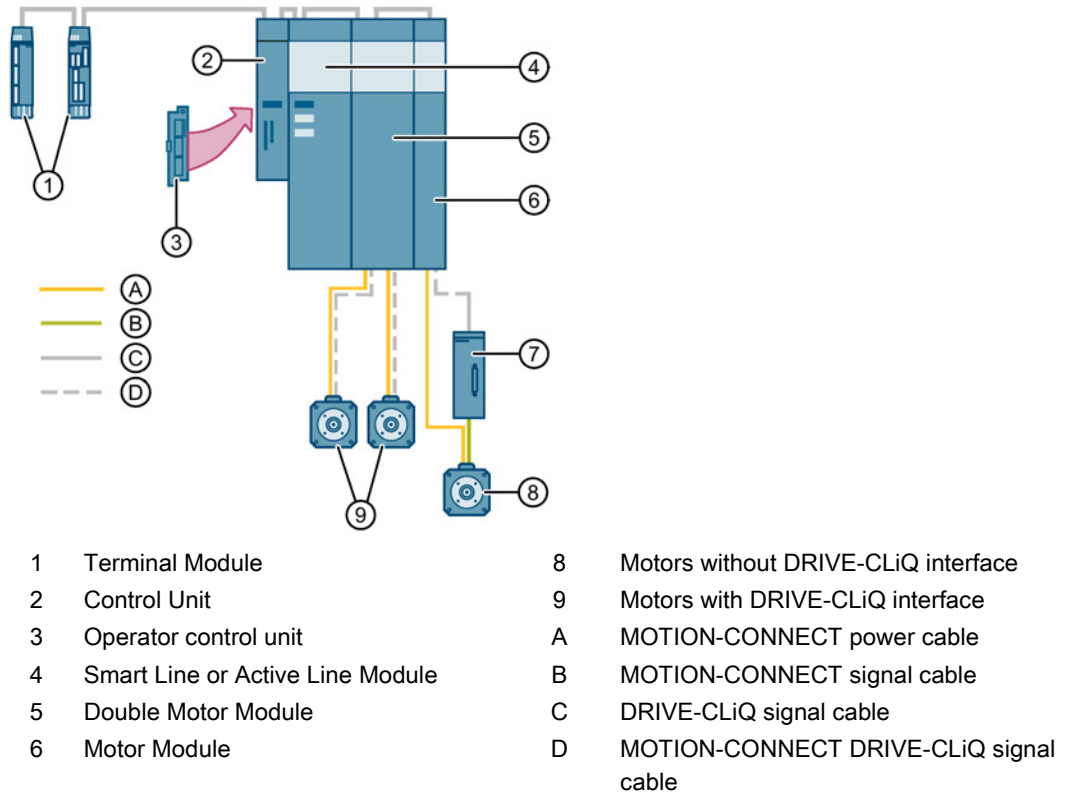 2
4
5
6
1
3
A
B
C
D
7
8
9
1 Terminal Module
2 Control Unit
3 Operator control unit
4 Smart Line or Active Line Module
5 Double Motor Module
6 Motor Module
8 Motors without DRIVE-CLiQ interface
9 Motors with DRIVE-CLiQ interface
A MOTION-CONNECT power cable
B MOTION-CONNECT signal cable
C DRIVE-CLiQ signal cable
D MOTION-CONNECT DRIVE-CLiQ signal
cable